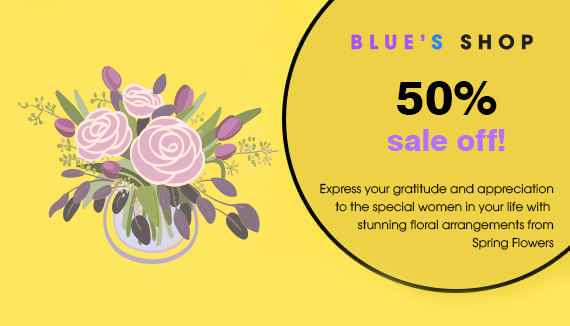 BLUE'S SHOP
50%
sale off!
Express your gratitude and appreciation
to the special women in your life with
stunning floral arrangements from
Spring Flowers